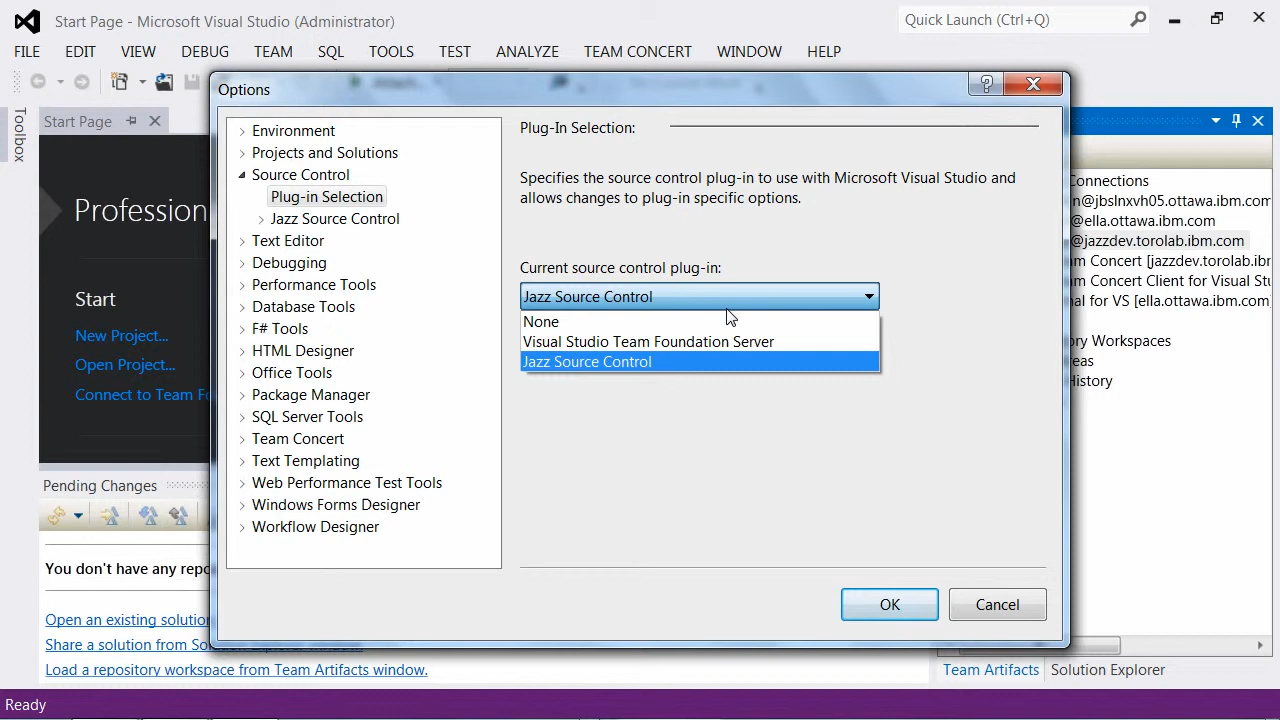 Start Page - Microsoft Visual Studio (Administrator)
Quick Launch (Ctrl+Q)
FILE EDIT VIEW DEBUG TEAM SQL TOOLS TEST ANALYZE TEAM CONCERT WINDOW HELP
Toolbox
Start Page
Profession
Start
New Project...
Open Project...
Connect to Team Fo
Pending Changes
You don't have any repo
Open an existing solution
Share a solution from So
Load a repository workspace from Team Artifacts window.
Options
Environment
Projects and Solutions
Source Control
Plug-in Selection
Jazz Source Control
Text Editor
Debugging
Performance Tools
Database Tools
F# Tools
HTML Designer
Office Tools
Package Manager
SQL Server Tools
Team Concert
Text Templating
Web Performance Test Tools
Windows Forms Designer
Workflow Designer
Plug-In Selection:
Specifies the source control plug-in to use with Microsoft Visual Studio and
allows changes to plug-in specific options.
Current source control plug-in:
Jazz Source Control
None
Visual Studio Team Foundation Server
Jazz Source Control
OK Cancel
Connections
n@jbslnxvh05.ottawa.ibm.com
@ella.ottawa.ibm.com
@jazzdev.torolab.ibm.com
m Concert [jazzdev.torolab.ib
m Concert Client for Visual St
al for VS [ella.ottawa.ibm.com
ry Workspaces
eas
History
Team Artifacts Solution Explorer
Ready